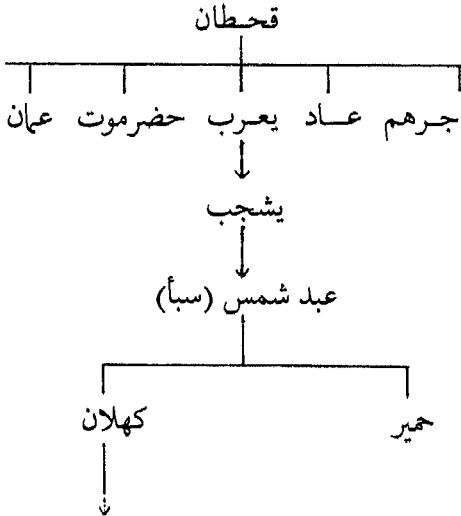 قحطان
جرهم عاد يعرب حضرموت عمان
يشجب
عبد شمس (سبأ)
حمير كهلان